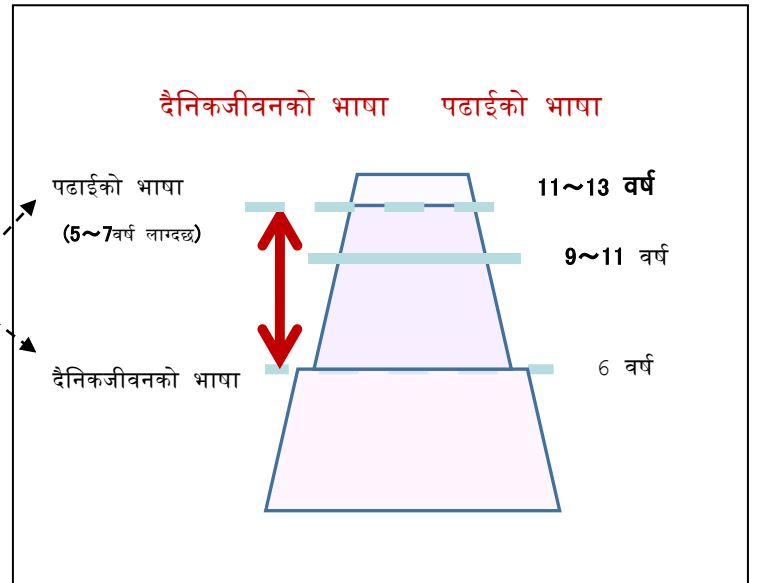 दैनिकजीवनको भाषा पढाईको भाषा
पढाईको भाषा
11～13 वर्ष
(5～7वर्ष लाग्दछ)
9～11 वर्ष
दैनिकजीवनको भाषा
6 वर्ष